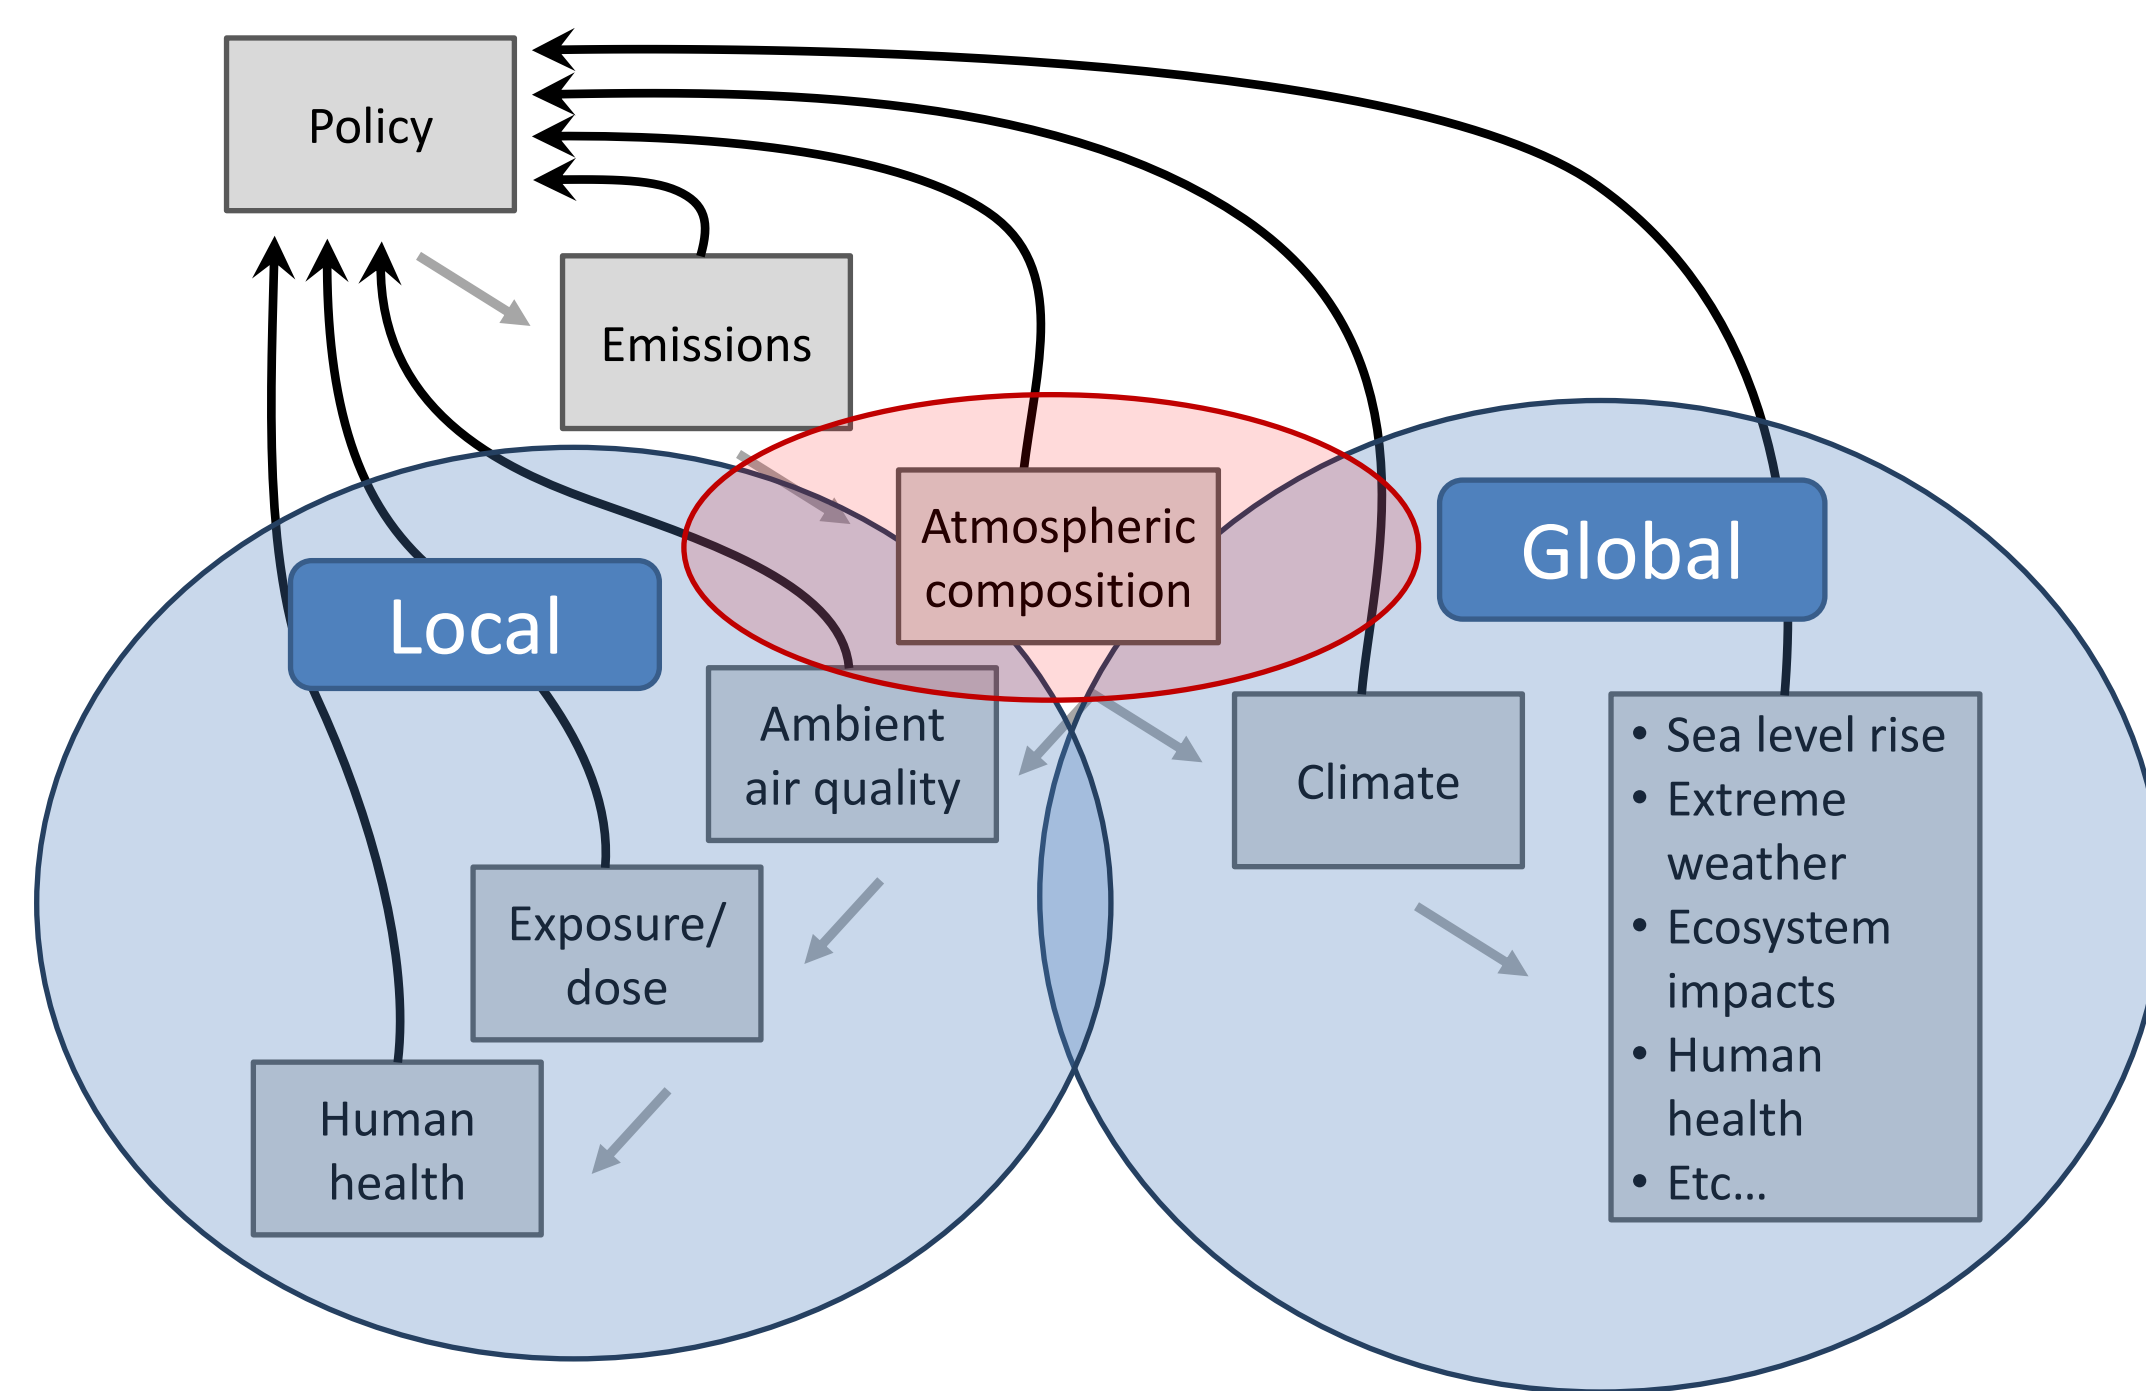 Policy
Emissions
Atmospheric
composition
Local
Global
Ambient
air quality
Climate
Exposure/
dose
Human
health
• Sea level rise
• Extreme
weather
• Ecosystem
impacts
• Human
health
• Etc...